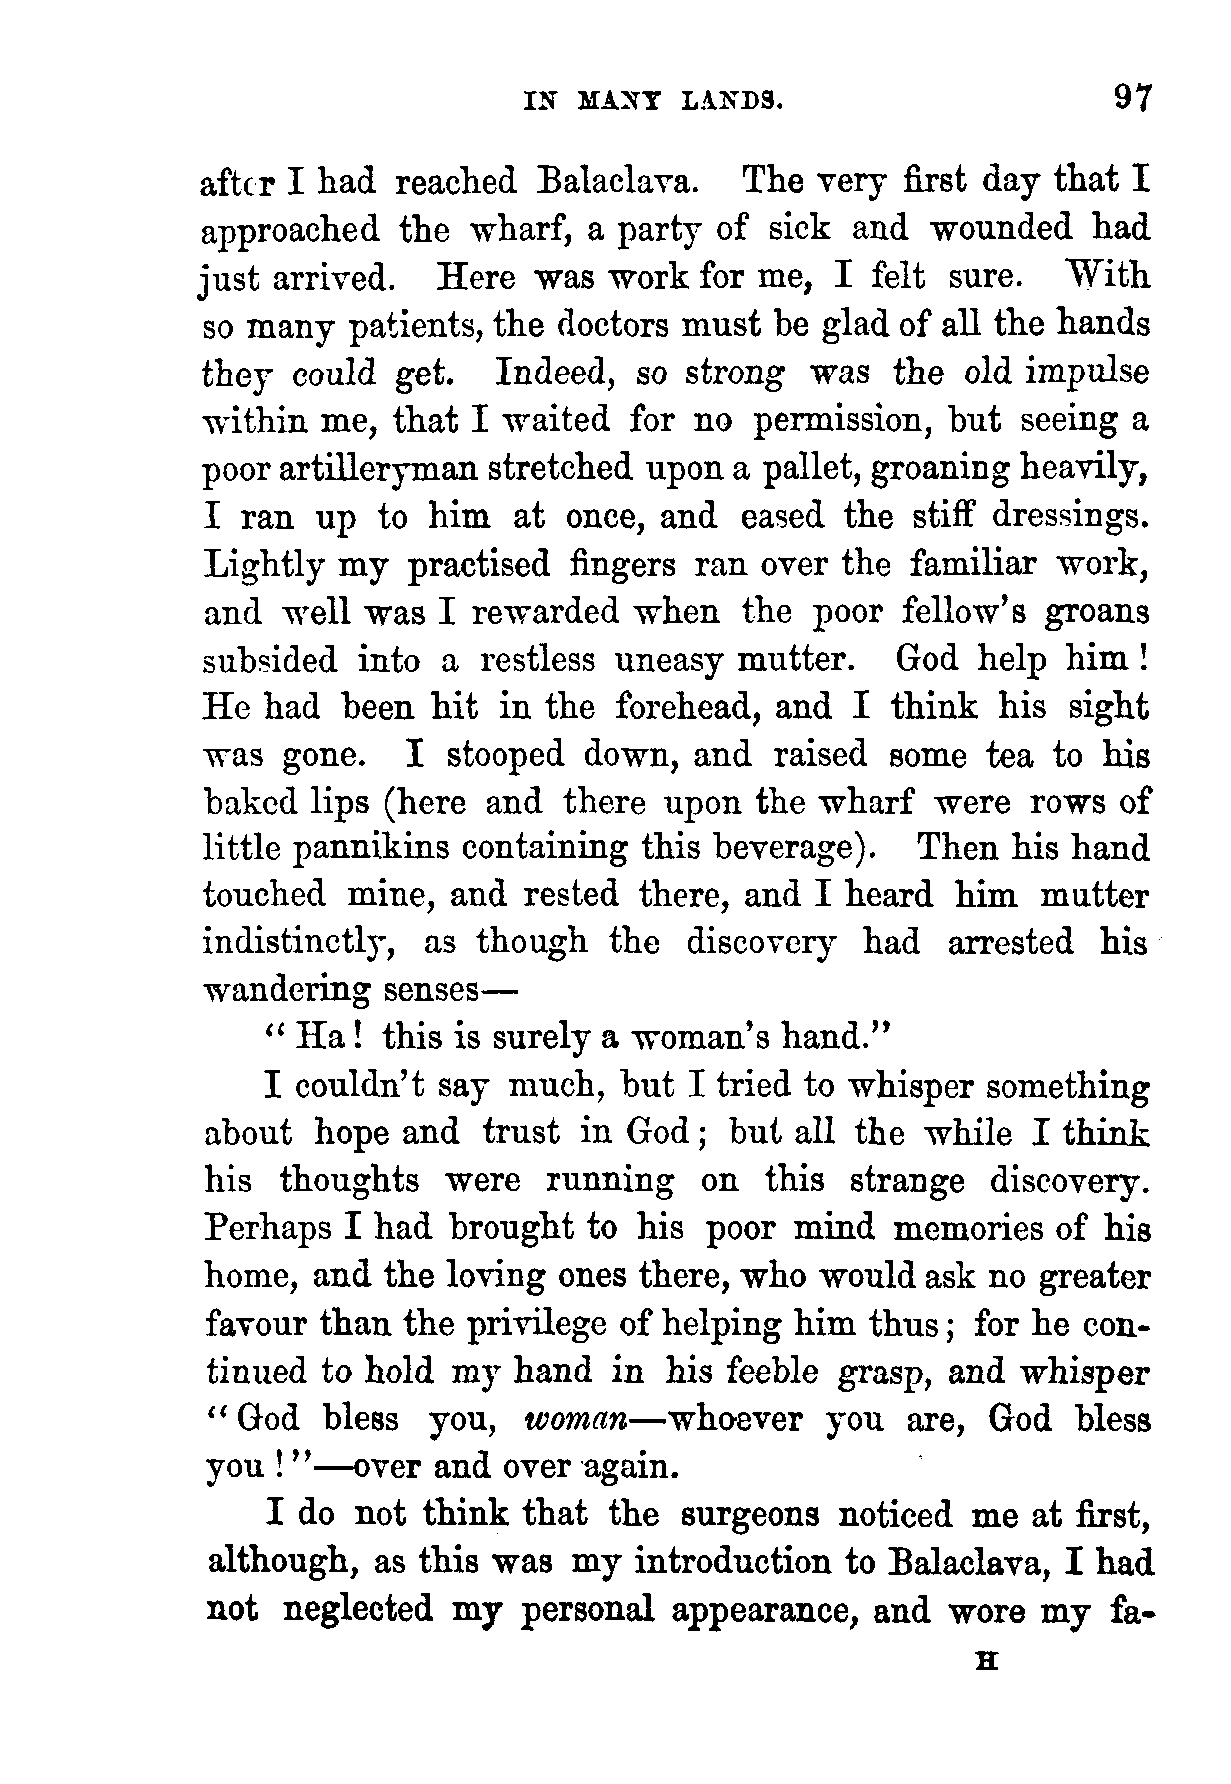 IN MANY LANDS. 97
after I had reached Balaclava. The very first day that I
approached the wharf, a party of sick and wounded had
just arrived. Here was work for me, I felt sure. With
so many patients, the doctors must be glad of all the hands
they could get. Indeed, so strong was the old impulse
within me, that I waited for no permission, but seeing a
poor artilleryman stretched upon a pallet, groaning heavily,
I ran up to him at once, and eased the stiff dressings.
Lightly my practised fingers ran over the familiar work,
and well was I rewarded when the poor fellow's groans
subsided into a restless uneasy mutter. God help him!
He had been hit in the forehead, and I think his sight
was gone. I stooped down, and raised some tea to his
baked lips (here and there upon the wharf were rows of
little pannikins containing this beverage). Then his hand
touched mine, and rested there, and I heard him mutter
indistinctly, as though the discovery had arrested his
wandering senses—
"Ha! this is surely a woman's hand."
I couldn't say much, but I tried to whisper something
about hope and trust in God; but all the while I think
his thoughts were running on this strange discovery.
Perhaps I had brought to his poor mind memories of his
home, and the loving ones there, who would ask no greater
favour than the privilege of helping him thus; for he con-
tinued to hold my hand in his feeble grasp, and whisper
"God bless you, woman—whoever you are, God bless
you!"—over and over again.
I do not think that the surgeons noticed me at first,
although, as this was my introduction to Balaclava, I had
not neglected my personal appearance, and wore my fa-
H